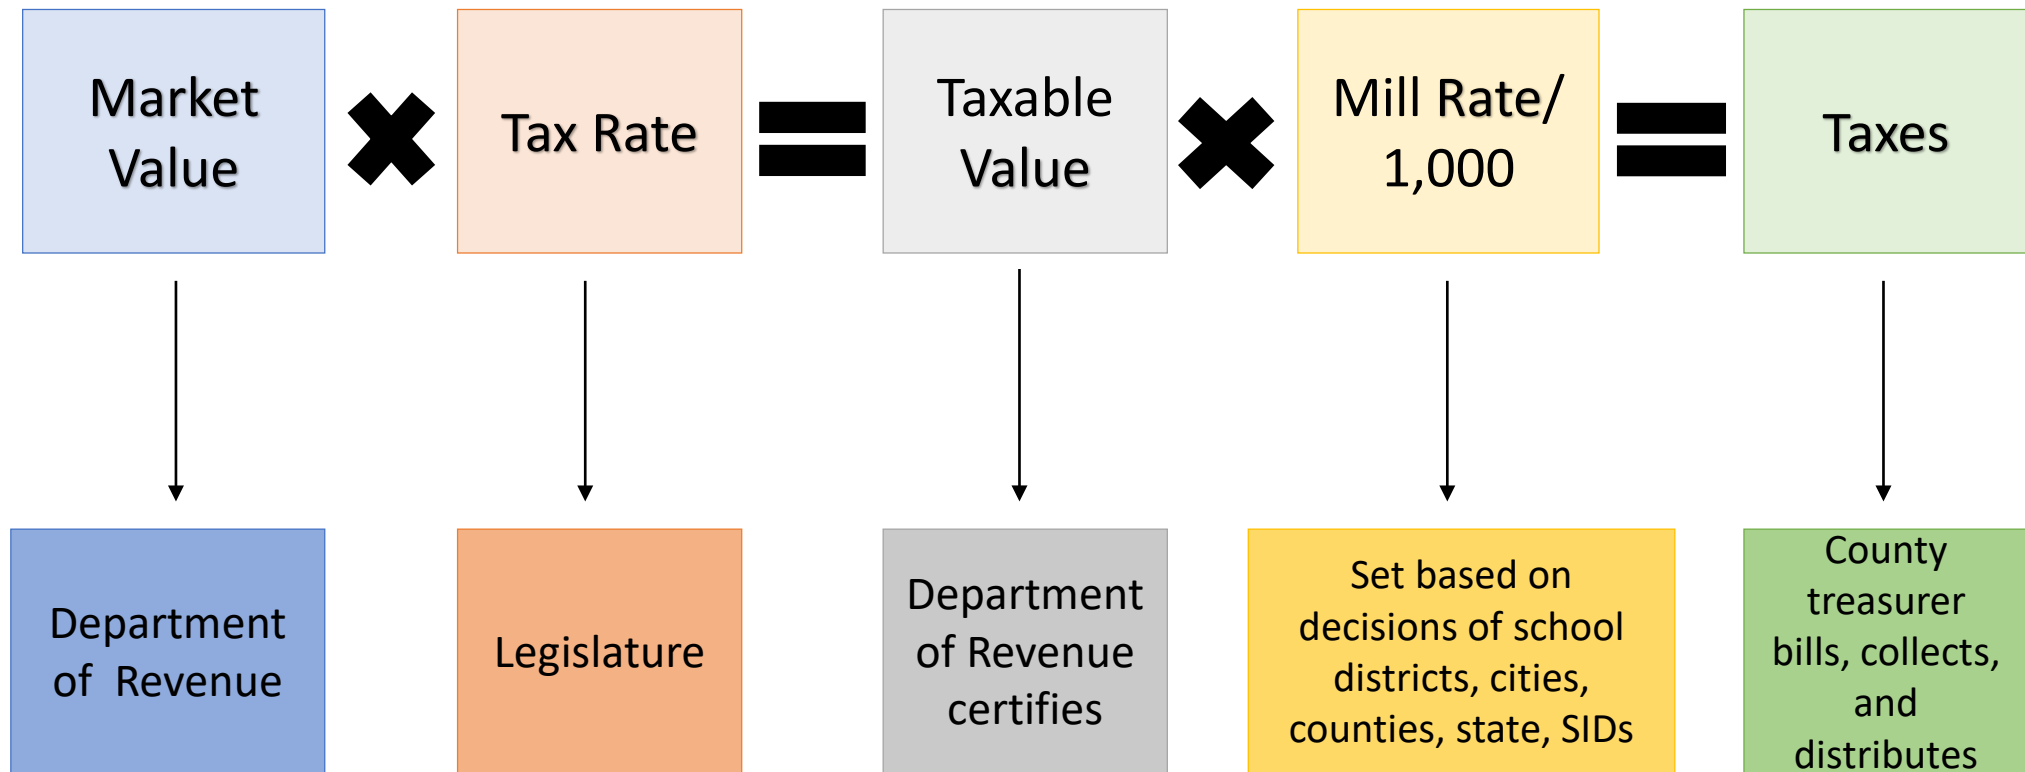 Market
Value
Tax Rate
Taxable
Value
Mill Rate/
1,000
Taxes
Department
of Revenue
Legislature
Department
of Revenue
certifies
Set based on
decisions of school
districts, cities,
counties, state, SIDs
County
treasurer
bills, collects,
and
distributes